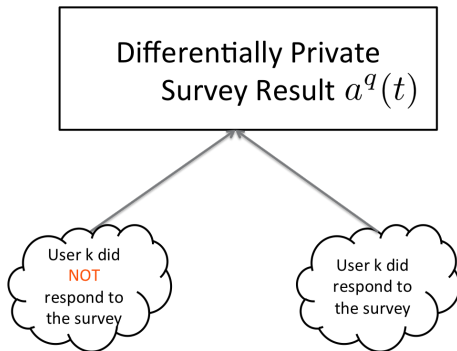 Differentially Private
Survey Result a^q(t)
User k did
NOT
respond to
the survey
User k did
respond to
the survey